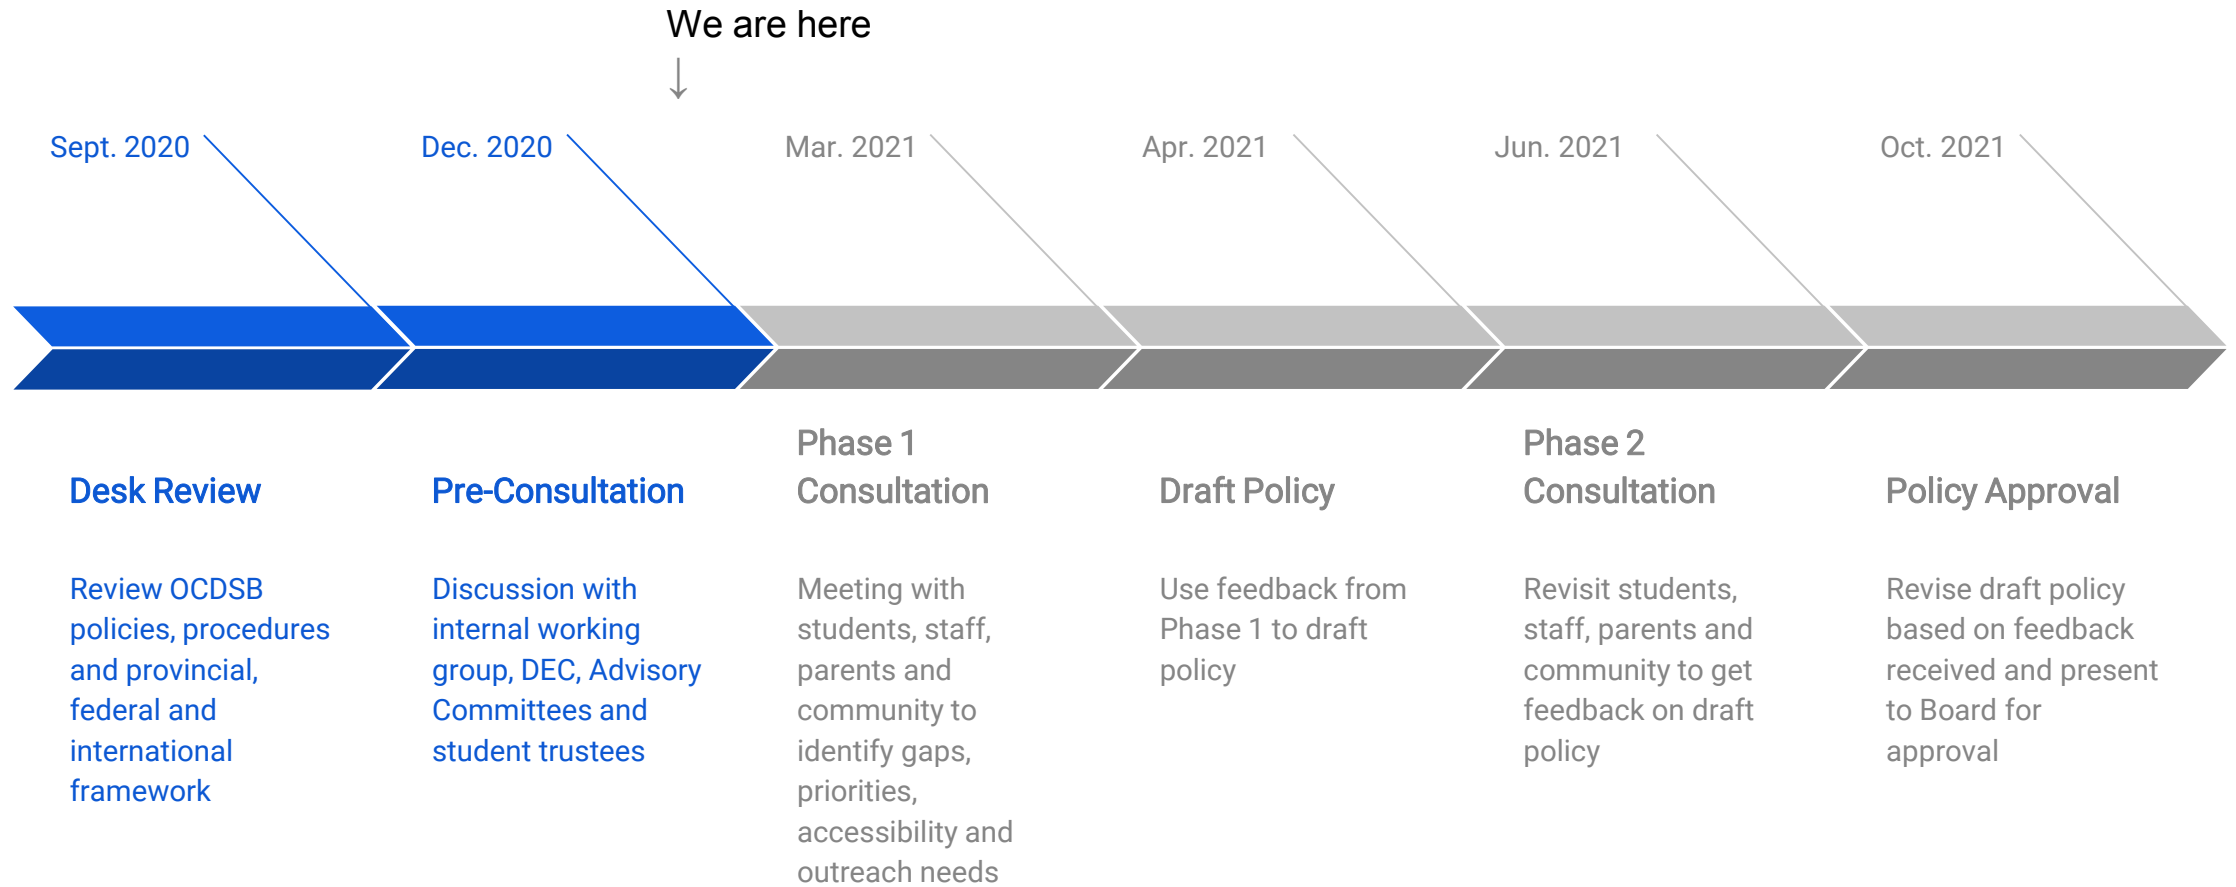 We are here
↓
Sept. 2020
Dec. 2020
Mar. 2021
Apr. 2021
Jun. 2021
Oct. 2021
Desk Review
Review OCDSB
policies, procedures
and provincial,
federal and
international
framework
Pre-Consultation
Discussion with
internal working
group, DEC, Advisory
Committees and
student trustees
Phase 1
Consultation
Meeting with
students, staff,
parents and
community to
identify gaps,
priorities,
accessibility and
outreach needs
Draft Policy
Use feedback from
Phase 1 to draft
policy
Phase 2
Consultation
Revisit students,
staff, parents and
community to get
feedback on draft
policy
Policy Approval
Revise draft policy
based on feedback
received and present
to Board for
approval